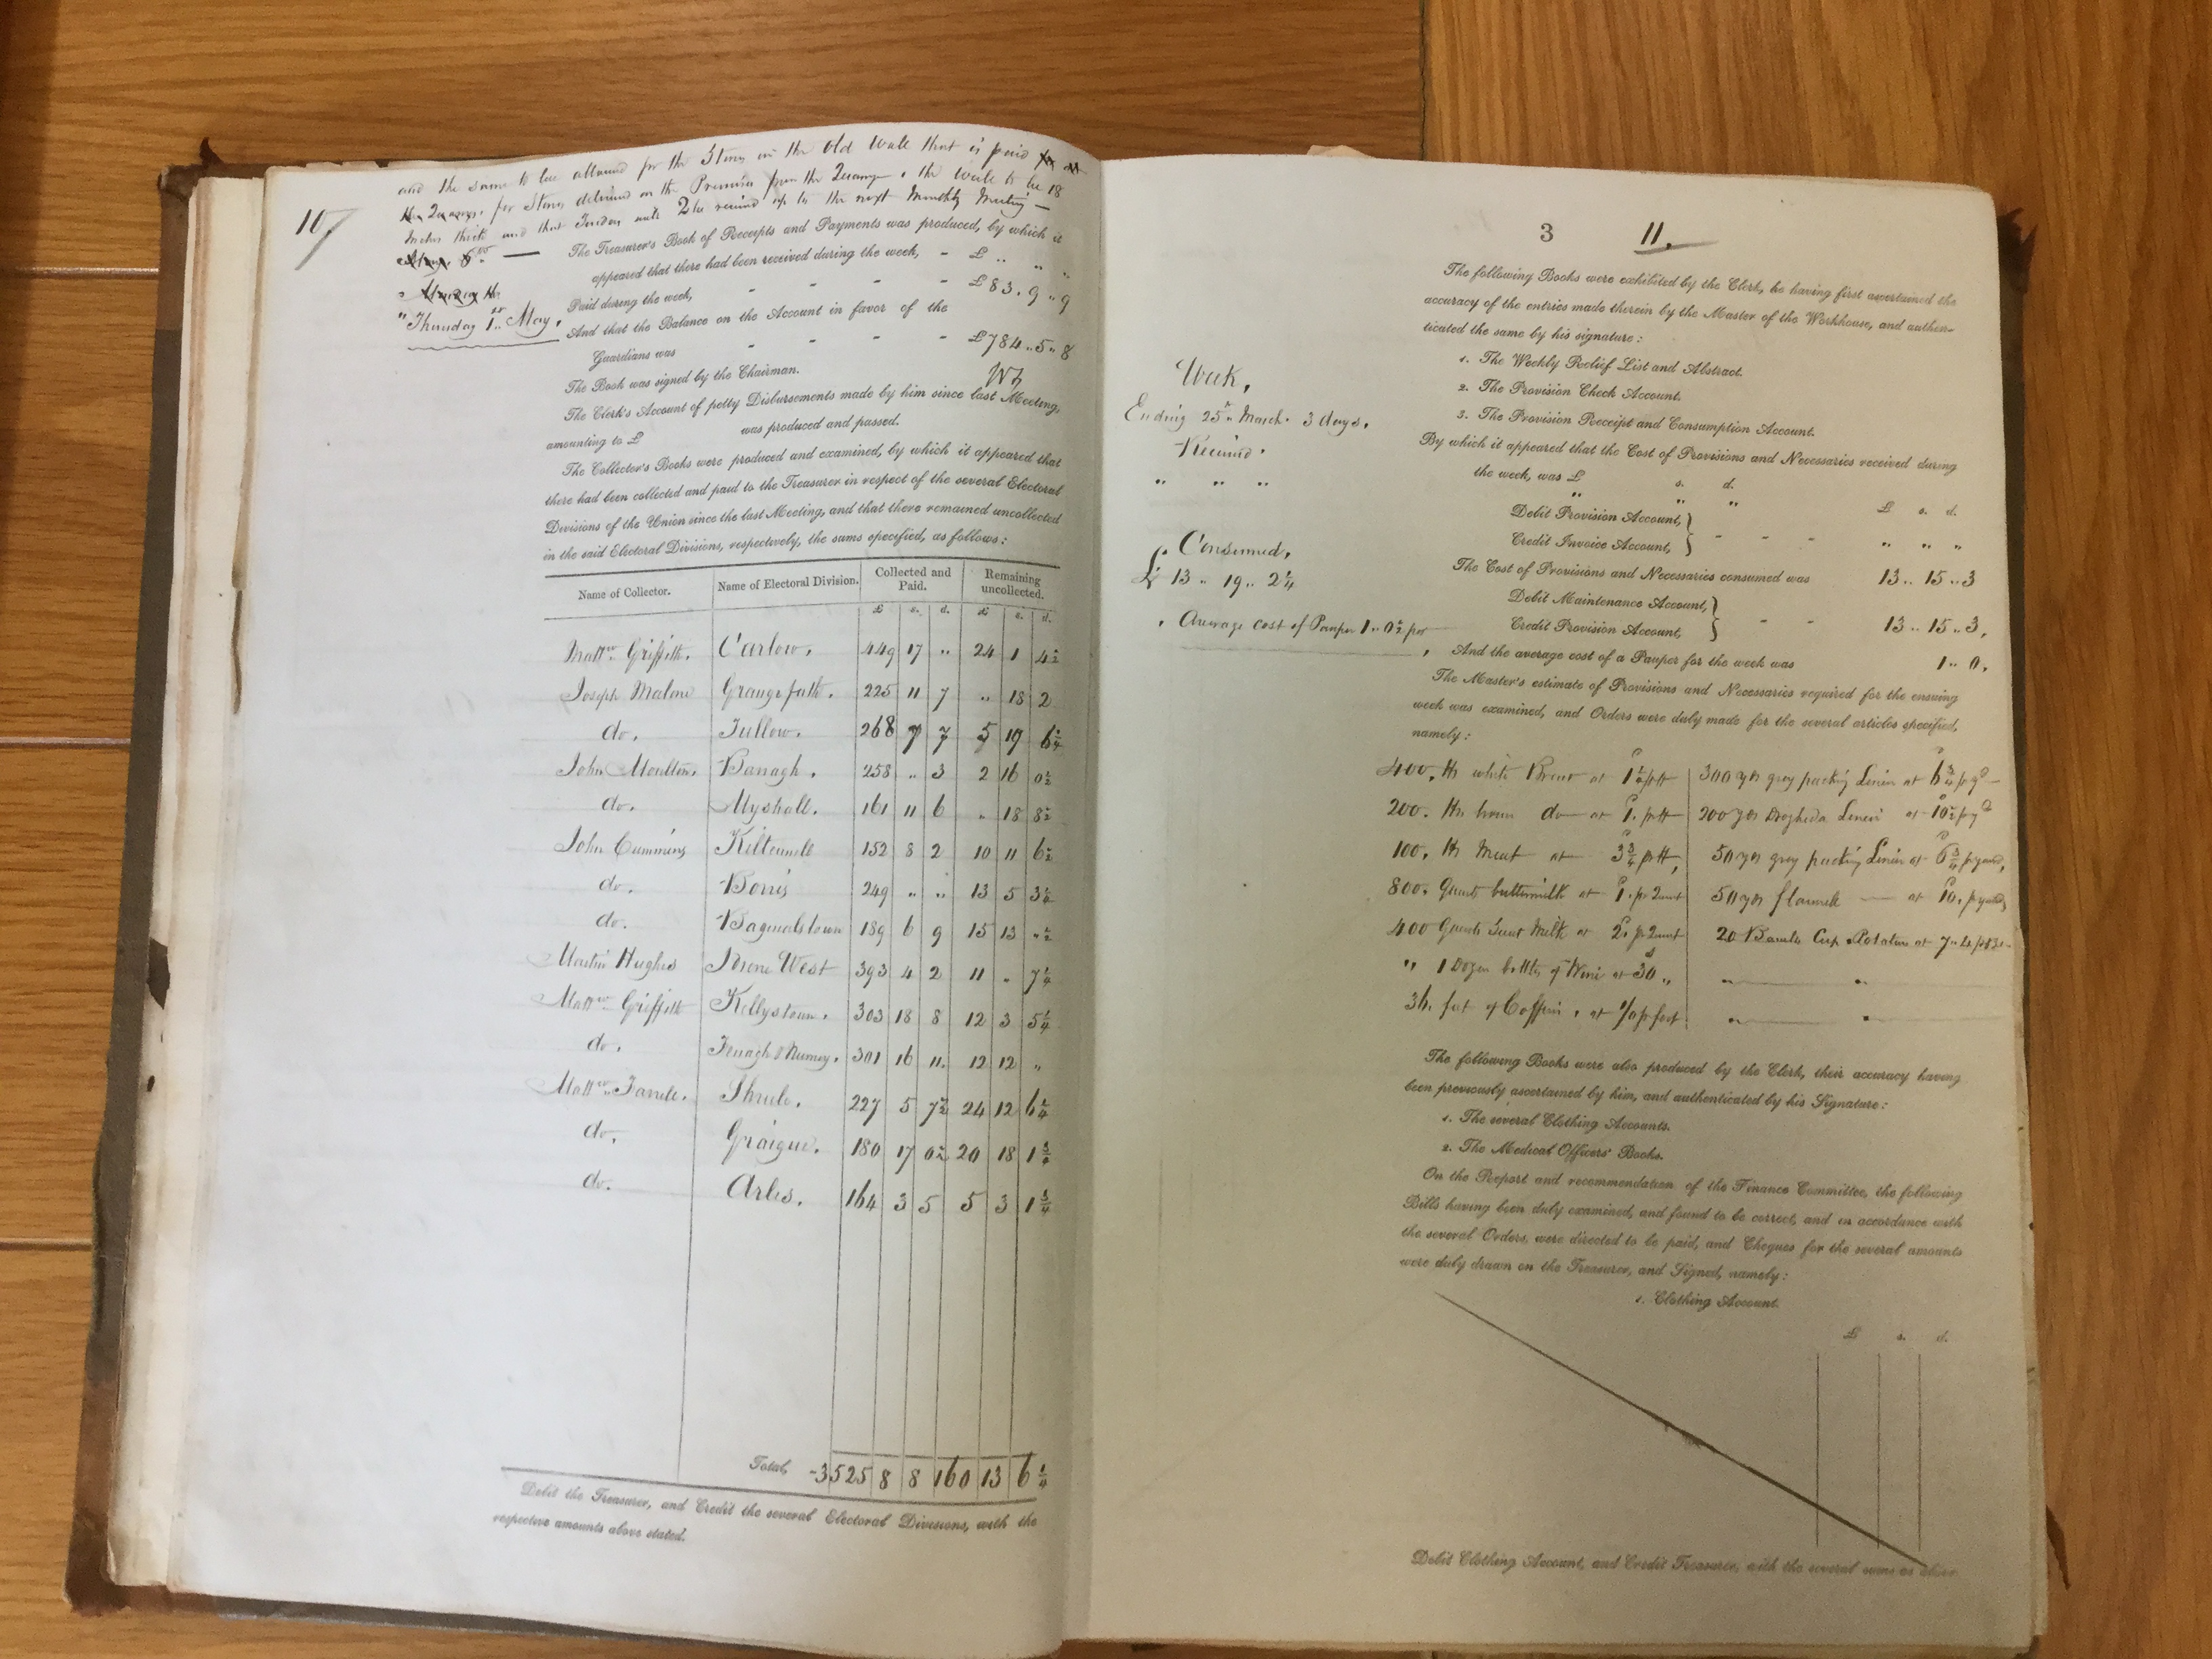 10
and the same to be allowed for the Stones in the Old Wall that is paid for at
the Quarry. for Stones delivered on the Premises from the Quarry, the Wall to be 18
Inches thick and that Tenders will be received up to the next Monthly Meeting —
Thursday 1st May.
The Treasurer's Book of Receipts and Payments was produced, by which it
appeared that there had been received during the week, - £ " " "
Paid during the week, - - - - £83 " 9 " 9
And that the Balance on the Account in favor of the
Guardians was - - - - £784 " 5 " 8
The Book was signed by the Chairman.
The Clerk's Account of petty Disbursements made by him since last Meeting,
amounting to £ was produced and passed.
The Collector's Books were produced and examined, by which it appeared that
there had been collected and paid to the Treasurer in respect of the several Electoral
Divisions of the Union since the last Meeting, and that there remained uncollected
in the said Electoral Divisions, respectively, the sums specified, as follows:
Name of Collector. Name of Electoral Division. Collected and Paid. Remaining uncollected.
£ s. d. £ s. d.
Mattw. Griffith. Carlow. 449 17 " 24 1 4½
Joseph Malone Grangeforth. 225 11 7 " 18 2
do. Tullow. 268 7 7 5 19 6¼
John Moulton. Barragh. 258 " 3 2 16 0½
do. Myshall. 161 11 6 " 18 8½
John Cummins Kiltennell 152 8 2 10 11 6½
do. Borris 249 " " 13 5 3½
do. Bagnalstown 189 6 9 15 13 "½
Martin Hughes Idrone West 393 4 2 11 " 7¼
Mattw. Griffith Kellystown. 303 18 8 12 3 5¼
do. Fenagh & Nurney. 301 16 11. 12 12 "
Mattw. Farrell. Shrule. 227 5 7½ 24 12 6¼
do. Graigue. 180 17 0½ 20 18 1¾
do. Arles. 164 3 5 5 3 1¾
Total, 3525 8 8 160 13 6¼
Debit the Treasurer, and Credit the several Electoral Divisions, with the
respective amounts above stated.
3 11.
The following Books were exhibited by the Clerk, he having first ascertained the
accuracy of the entries made therein by the Master of the Workhouse, and authen-
ticated the same by his signature:
1. The Weekly Relief List and Abstract.
2. The Provision Check Account.
3. The Provision Receipt and Consumption Account.
Week,
Ending 25th March. 3 days.
Received.
" " "
Consumed,
£13 " 19 " 2¼
Average cost of Pauper 1 " 0½ per
By which it appeared that the Cost of Provisions and Necessaries received during
the week, was £ s. d.
" " "
£ s. d.
Debit Provision Account,
Credit Invoice Account, } - - - " " "
The Cost of Provisions and Necessaries consumed was 13 " 15 " 3
Debit Maintenance Account,
Credit Provision Account, } - - 13 " 15 " 3,
And the average cost of a Pauper for the week was 1 " 0,
The Master's estimate of Provisions and Necessaries required for the ensuing
week was examined, and Orders were duly made for the several articles specified,
namely:
400. lbs white Bread at 1½ p lb 300 yds grey packing Linen at 6¾ p yd
200. lbs brown do at 1. p lb 200 yds Drogheda Linen at 10½ p yd
100. lbs Meat at 3¾ p lb, 50 yds grey packing Linen at 6¾ p yard,
800. Quarts buttermilk at 1. p Quart 50 yds flannell — at 10. p yard
400 Quarts Sweet Milk at 2. p Quart 20 Barrels Cup Potatoes at 7"4 p
" 1 Dozen bottles of Wine at 30 " " "
36. feet of Coffin, at 1/0 p foot " "
The following Books were also produced by the Clerk, their accuracy having
been previously ascertained by him, and authenticated by his Signature:
1. The several Clothing Accounts.
2. The Medical Officers' Books.
On the Report and recommendation of the Finance Committee, the following
Bills having been duly examined, and found to be correct, and in accordance with
the several Orders, were directed to be paid, and Cheques for the several amounts
were duly drawn on the Treasurer, and Signed, namely:
1. Clothing Account.
£ s. d.
Debit Clothing Account, and Credit Treasurer, with the several sums as above